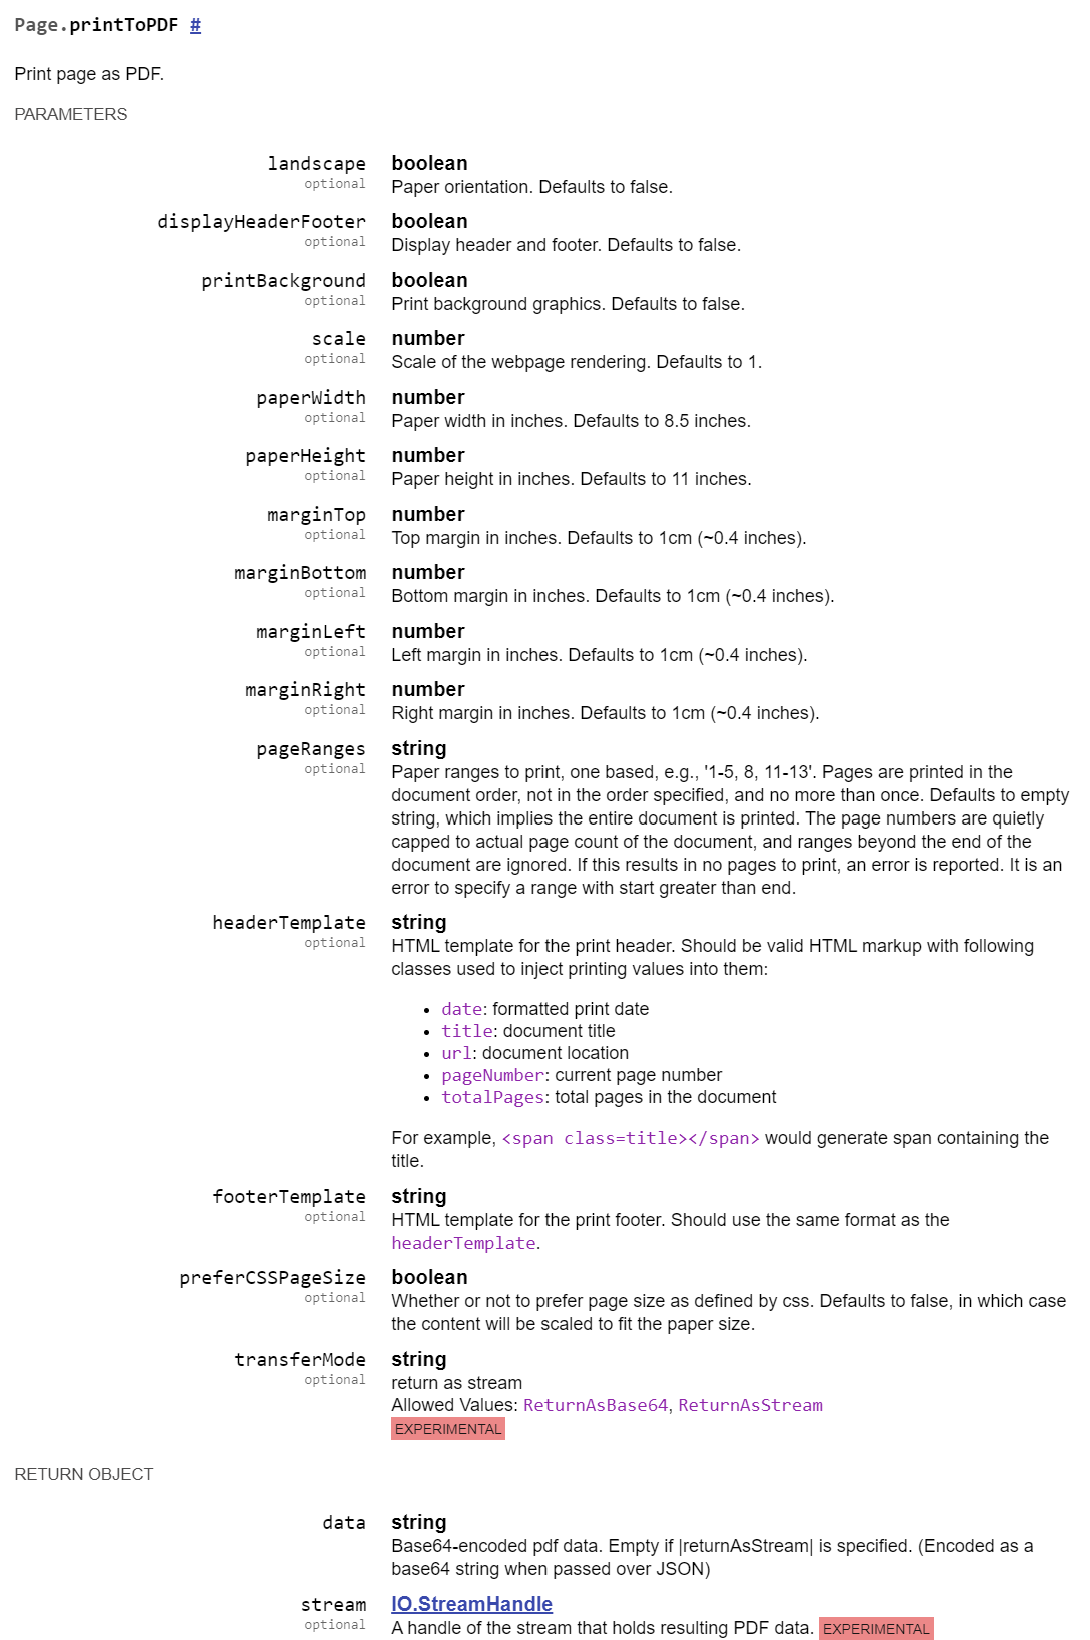 Page.printToPDF #
Print page as PDF.
PARAMETERS
landscape boolean
optional Paper orientation. Defaults to false.
displayHeaderFooter boolean
optional Display header and footer. Defaults to false.
printBackground boolean
optional Print background graphics. Defaults to false.
scale number
optional Scale of the webpage rendering. Defaults to 1.
paperWidth number
optional Paper width in inches. Defaults to 8.5 inches.
paperHeight number
optional Paper height in inches. Defaults to 11 inches.
marginTop number
optional Top margin in inches. Defaults to 1cm (~0.4 inches).
marginBottom number
optional Bottom margin in inches. Defaults to 1cm (~0.4 inches).
marginLeft number
optional Left margin in inches. Defaults to 1cm (~0.4 inches).
marginRight number
optional Right margin in inches. Defaults to 1cm (~0.4 inches).
pageRanges string
optional Paper ranges to print, one based, e.g., '1-5, 8, 11-13'. Pages are printed in the
document order, not in the order specified, and no more than once. Defaults to empty
string, which implies the entire document is printed. The page numbers are quietly
capped to actual page count of the document, and ranges beyond the end of the
document are ignored. If this results in no pages to print, an error is reported. It is an
error to specify a range with start greater than end.
headerTemplate string
optional HTML template for the print header. Should be valid HTML markup with following
classes used to inject printing values into them:
• date: formatted print date
• title: document title
• url: document location
• pageNumber: current page number
• totalPages: total pages in the document
For example, <span class=title></span> would generate span containing the
title.
footerTemplate string
optional HTML template for the print footer. Should use the same format as the
headerTemplate.
preferCSSPageSize boolean
optional Whether or not to prefer page size as defined by css. Defaults to false, in which case
the content will be scaled to fit the paper size.
transferMode string
optional return as stream
Allowed Values: ReturnAsBase64, ReturnAsStream
EXPERIMENTAL
RETURN OBJECT
data string
Base64-encoded pdf data. Empty if |returnAsStream| is specified. (Encoded as a
base64 string when passed over JSON)
stream IO.StreamHandle
optional A handle of the stream that holds resulting PDF data. EXPERIMENTAL